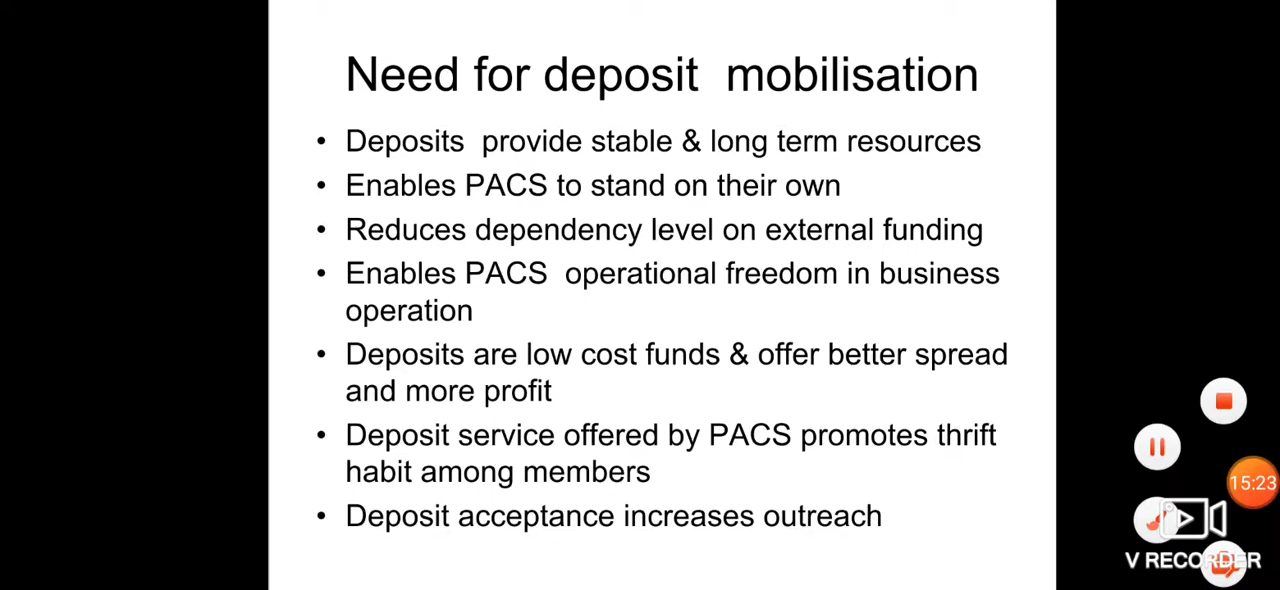 Need for deposit mobilisation
• Deposits provide stable & long term resources
• Enables PACS to stand on their own
• Reduces dependency level on external funding
• Enables PACS operational freedom in business
operation
• Deposits are low cost funds & offer better spread
and more profit
• Deposit service offered by PACS promotes thrift
habit among members
• Deposit acceptance increases outreach
15:23
V RECORDER